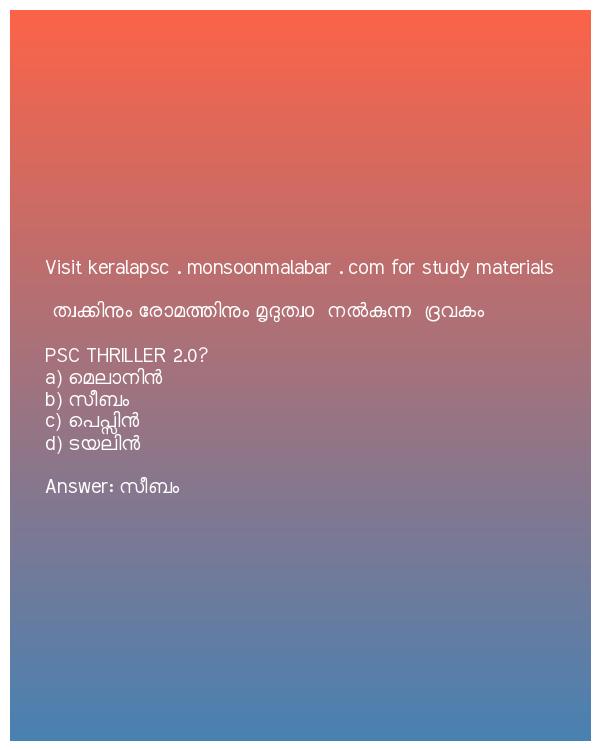 Visit keralapsc . monsoonmalabar . com for study materials
ത്വക്കിനും രോമത്തിനും മൃദുത്വം നൽകുന്ന ദ്രവകം
PSC THRILLER 2.0?
a) മെലാനിൻ
b) സീബം
c) പെപ്സിൻ
d) ടയലിൻ
Answer: സീബം